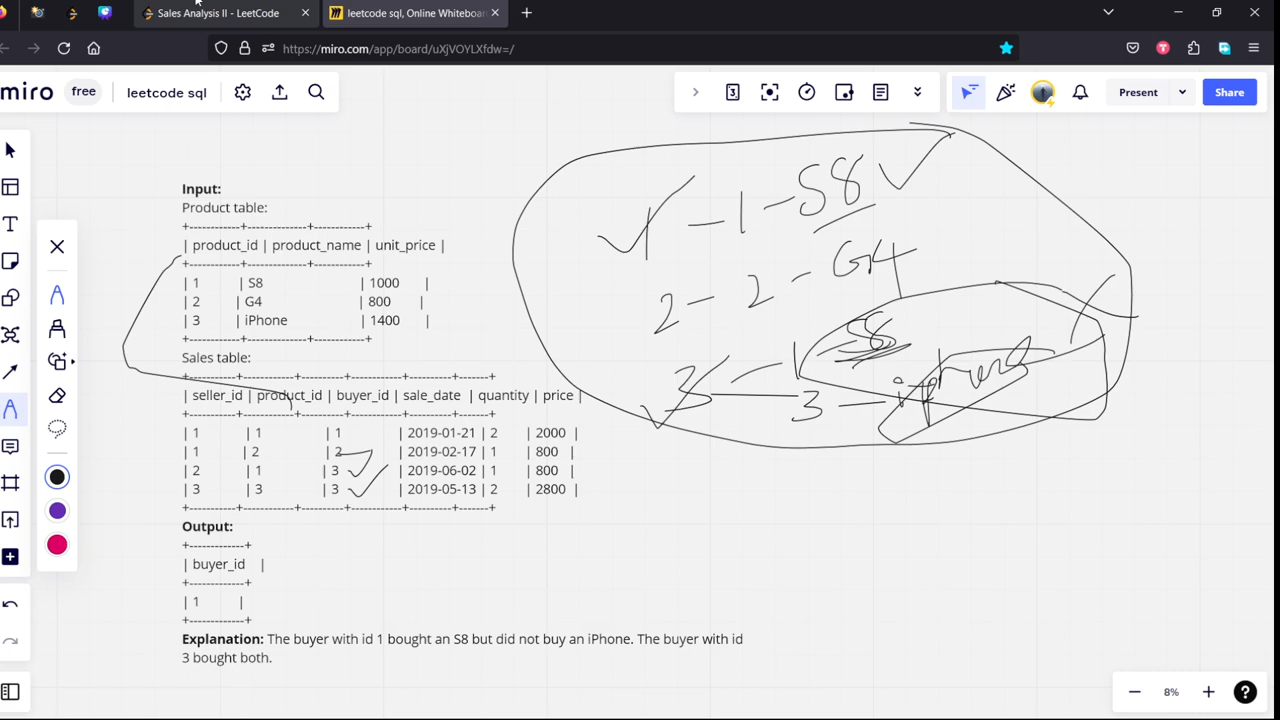 Sales Analysis II - LeetCode
leetcode sql, Online Whiteboard
https://miro.com/app/board/uXjVOYLXfdw=/
miro free leetcode sql
3 Present Share
Input:
Product table:
+-----------+------------+------------+
| product_id | product_name | unit_price |
+-----------+------------+------------+
| 1 | S8 | 1000 |
| 2 | G4 | 800 |
| 3 | iPhone | 1400 |
+-----------+------------+------------+
Sales table:
+-----------+----------+---------+----------+-------+------+
| seller_id | product_id | buyer_id | sale_date | quantity | price |
+-----------+----------+---------+----------+-------+------+
| 1 | 1 | 1 | 2019-01-21 | 2 | 2000 |
| 1 | 2 | 2 | 2019-02-17 | 1 | 800 |
| 2 | 1 | 3 | 2019-06-02 | 1 | 800 |
| 3 | 3 | 3 | 2019-05-13 | 2 | 2800 |
+-----------+----------+---------+----------+-------+------+
Output:
+------------+
| buyer_id |
+------------+
| 1 |
+------------+
Explanation: The buyer with id 1 bought an S8 but did not buy an iPhone. The buyer with id
3 bought both.
- 1 - S8
2 - 2 - G4
3 - 1 - S8
3 - iphone
8%